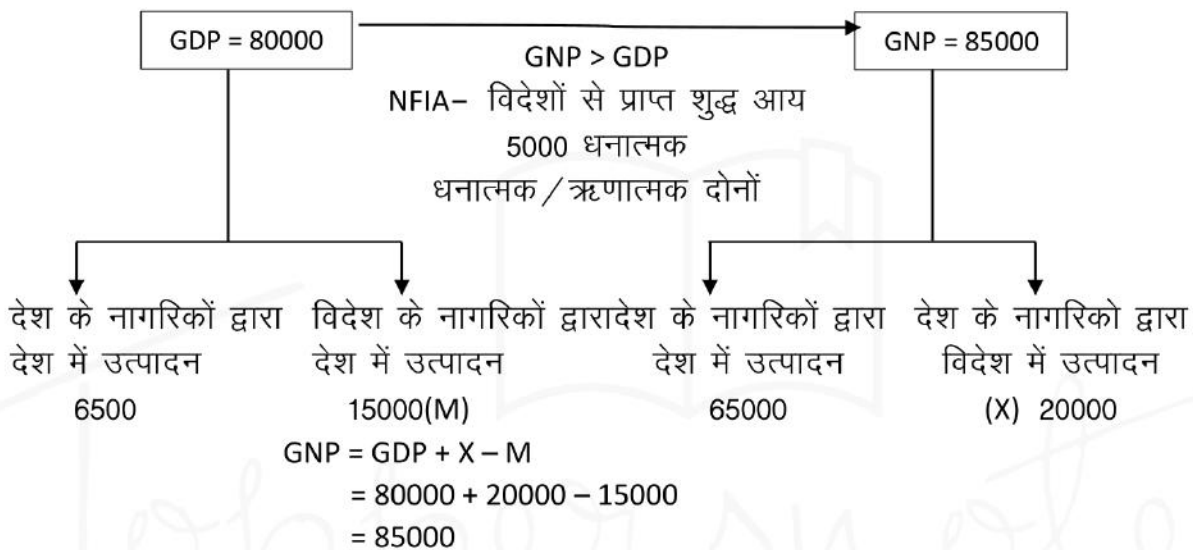 GDP = 80000
GNP = 85000
GNP > GDP
NFIA– विदेशों से प्राप्त शुद्ध आय
5000 धनात्मक
धनात्मक/ऋणात्मक दोनों
देश के नागरिकों द्वारा
देश में उत्पादन
6500
विदेश के नागरिकों द्वारा
देश में उत्पादन
15000(M)
देश के नागरिकों द्वारा
देश में उत्पादन
65000
देश के नागरिको द्वारा
विदेश में उत्पादन
(X) 20000
GNP = GDP + X – M
= 80000 + 20000 – 15000
= 85000